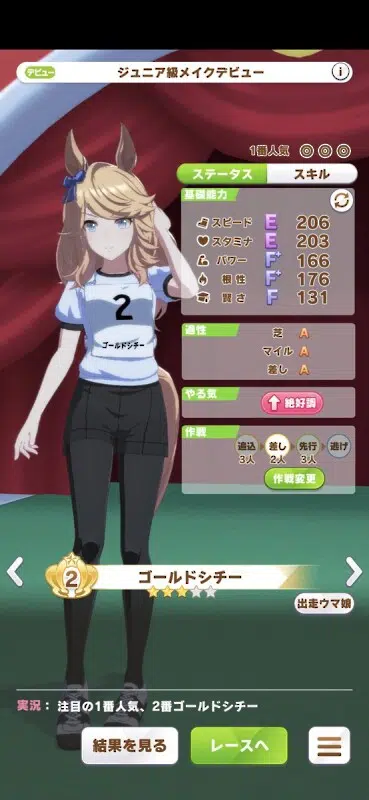 デビュー
ジュニア級メイクデビュー
i
1番人気 ◎ ◎ ◎
ステータス
スキル
基礎能力
スピード E 206
スタミナ E 203
パワー F+ 166
根性 F+ 176
賢さ F 131
適性
芝 A
マイル A
差し A
やる気
絶好調
作戦
追込 差し 先行 逃げ
3人 2人 3人
作戦変更
2
ゴールドシチー
2
ゴールドシチー
出走ウマ娘
実況： 注目の1番人気、2番ゴールドシチー
結果を見る
レースへ